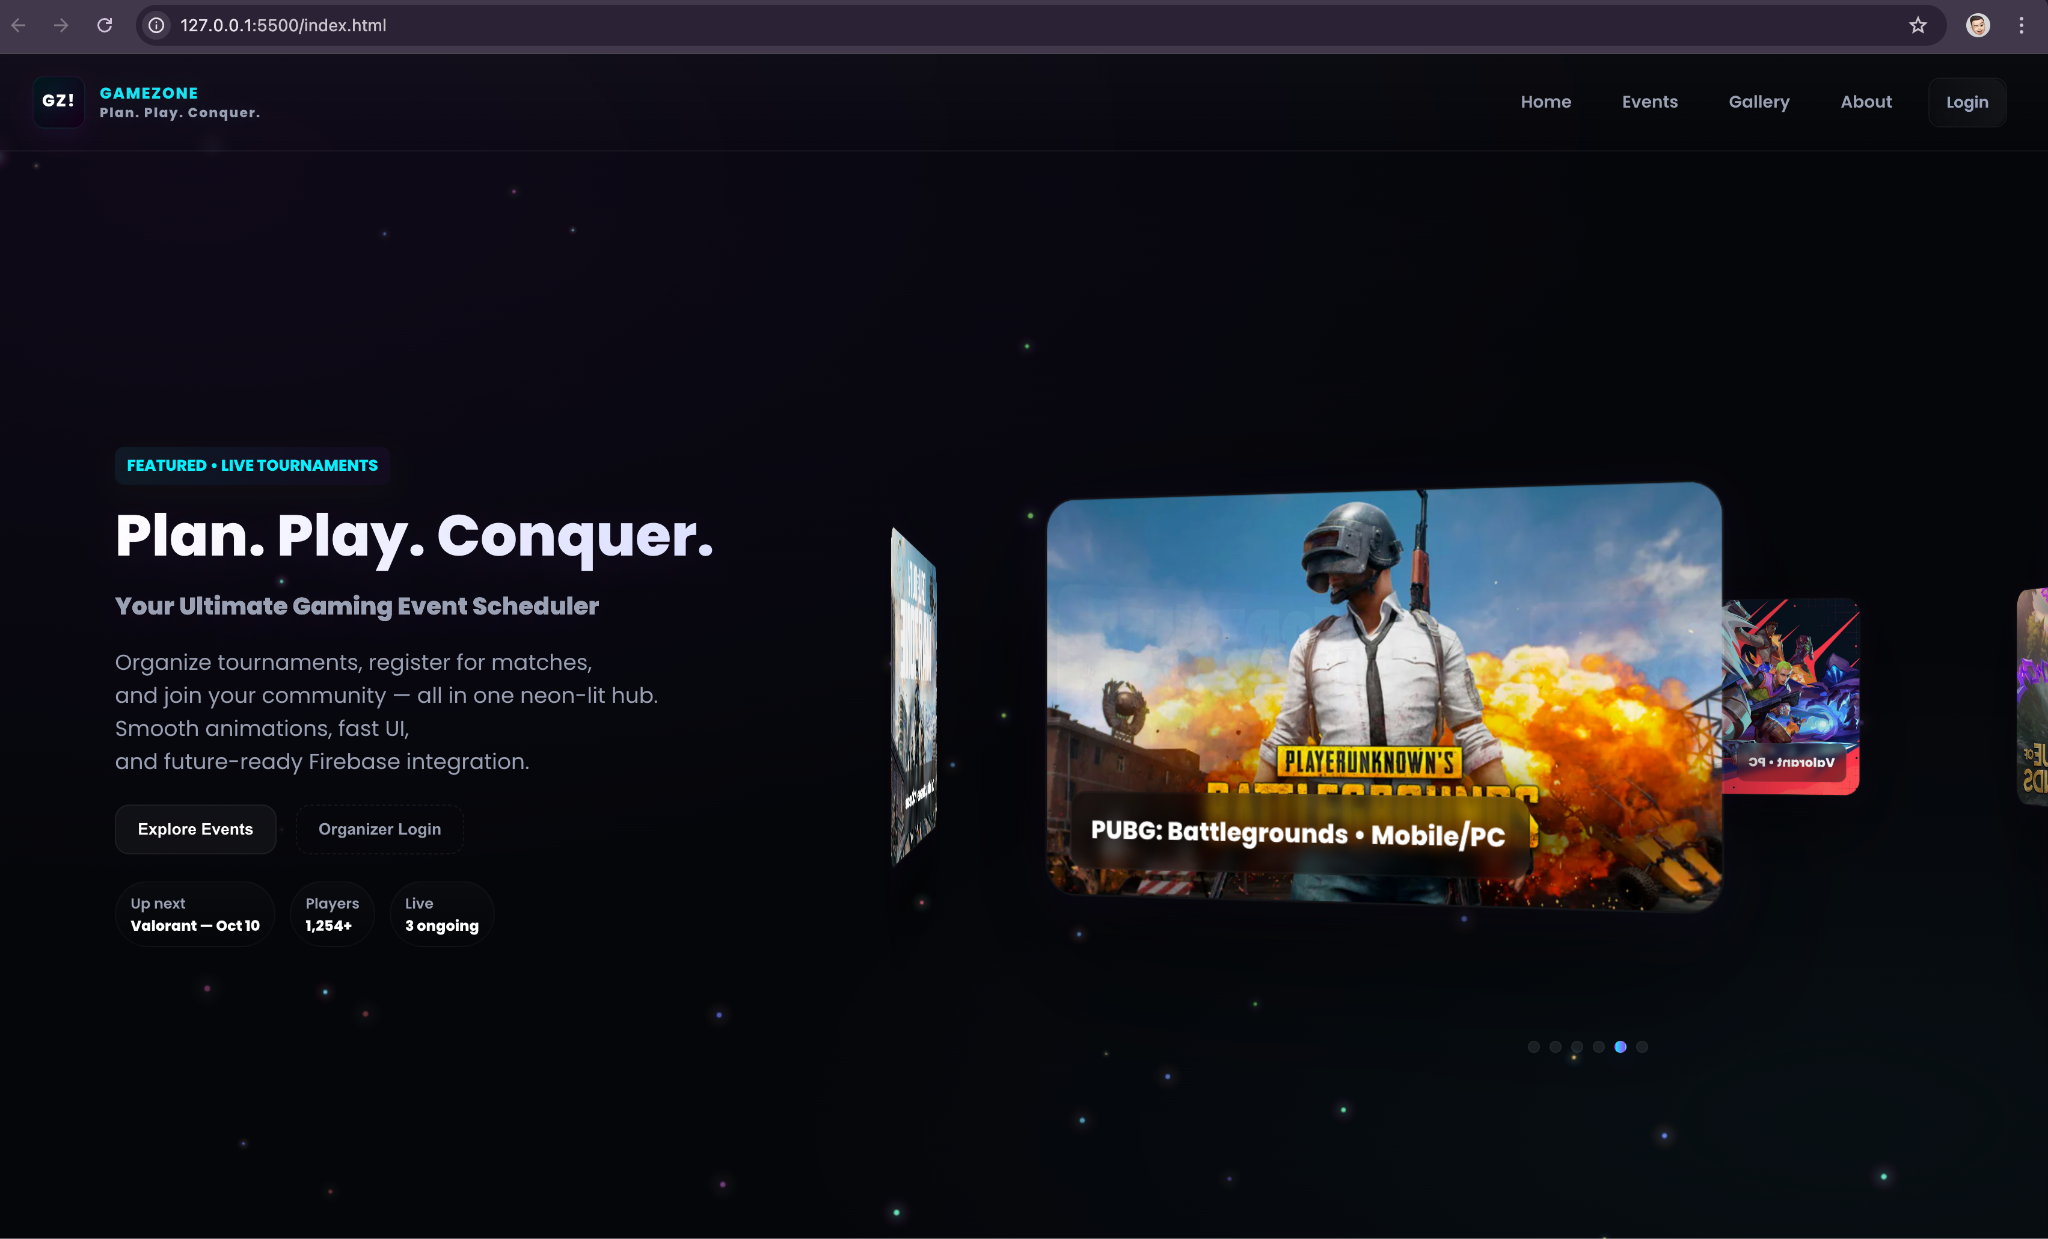 127.0.0.1:5500/index.html
GZ!
GAMEZONE
Plan. Play. Conquer.
Home
Events
Gallery
About
Login
FEATURED • LIVE TOURNAMENTS
Plan. Play. Conquer.
Your Ultimate Gaming Event Scheduler
Organize tournaments, register for matches,
and join your community — all in one neon-lit hub.
Smooth animations, fast UI,
and future-ready Firebase integration.
Explore Events
Organizer Login
Up next
Valorant — Oct 10
Players
1,254+
Live
3 ongoing
PLAYERUNKNOWN'S
BATTLEGROUNDS
PUBG: Battlegrounds • Mobile/PC
Valorant • PC